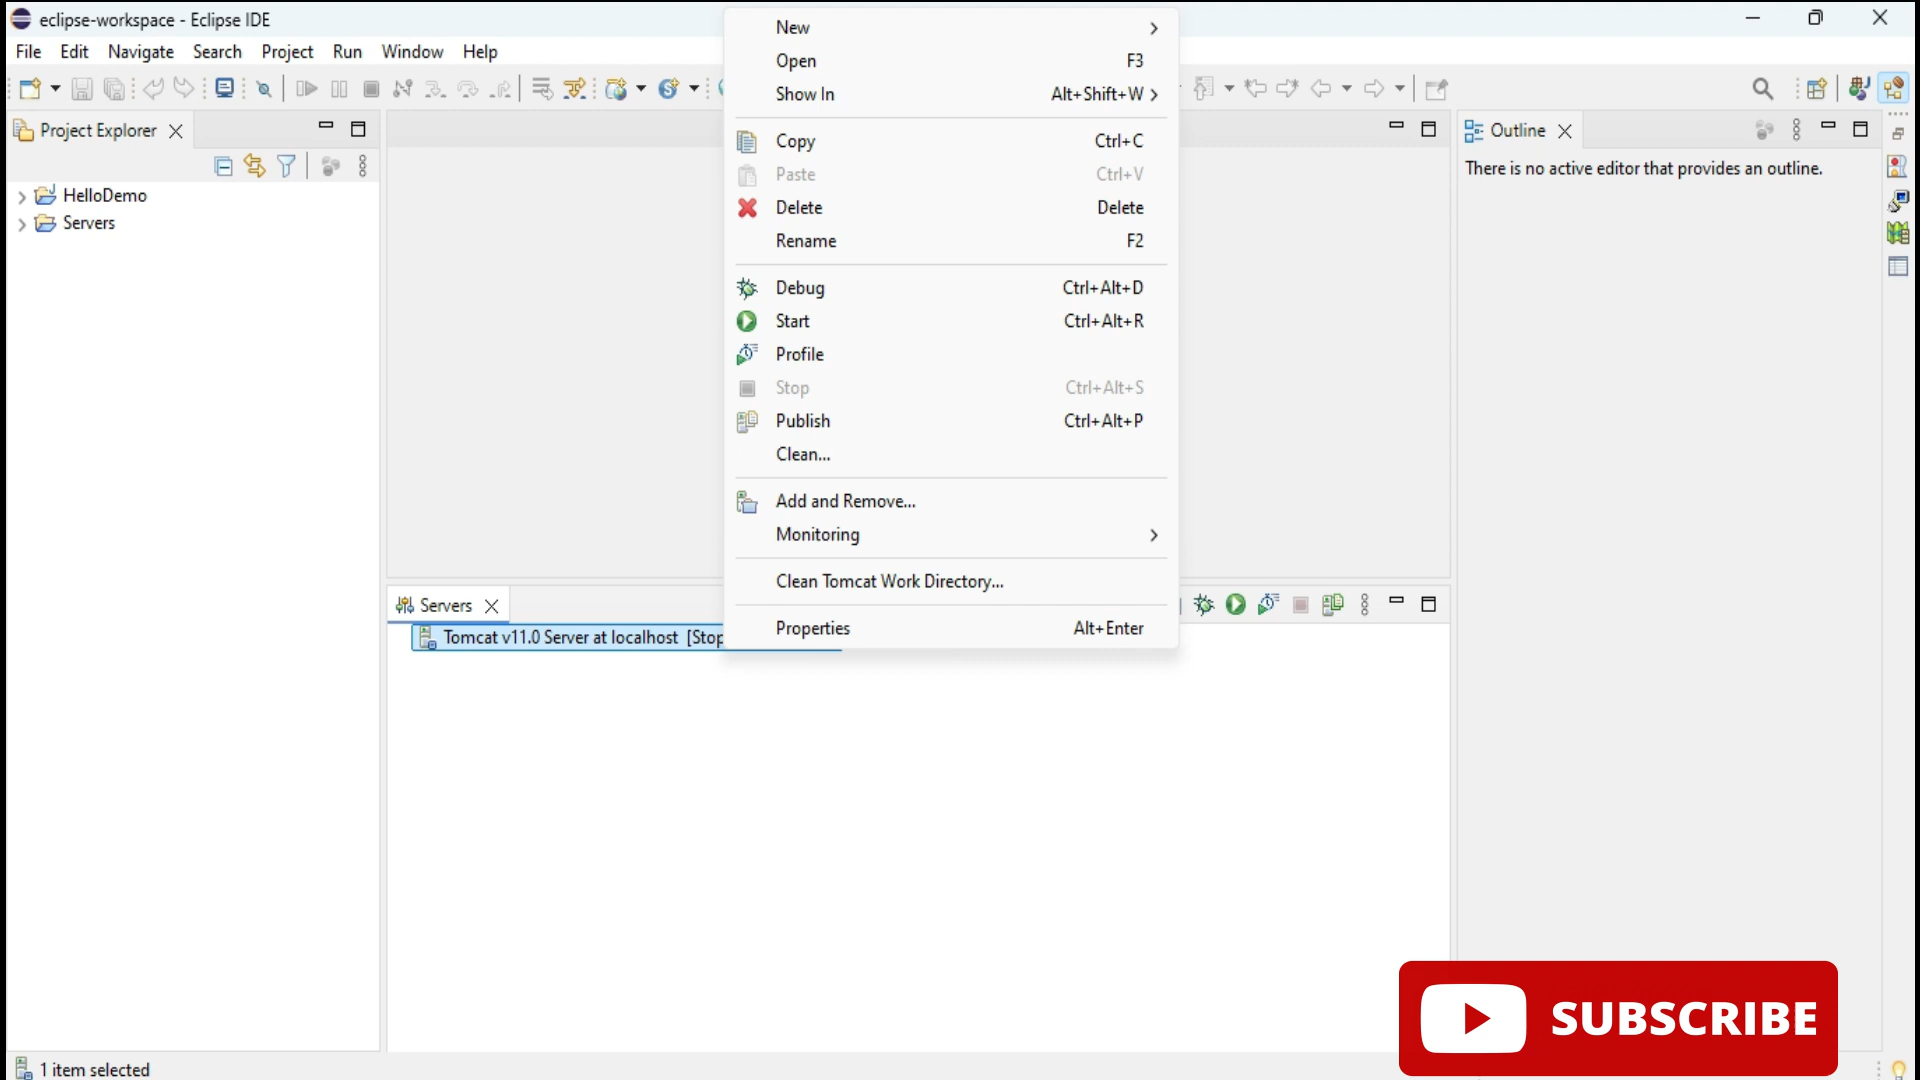 eclipse-workspace - Eclipse IDE
File Edit Navigate Search Project Run Window Help
Project Explorer
HelloDemo
Servers
New
Open F3
Show In Alt+Shift+W
Copy Ctrl+C
Paste Ctrl+V
Delete Delete
Rename F2
Debug Ctrl+Alt+D
Start Ctrl+Alt+R
Profile
Stop Ctrl+Alt+S
Publish Ctrl+Alt+P
Clean...
Add and Remove...
Monitoring
Clean Tomcat Work Directory...
Properties Alt+Enter
Servers
Tomcat v11.0 Server at localhost [Stop
Outline
There is no active editor that provides an outline.
SUBSCRIBE
1 item selected